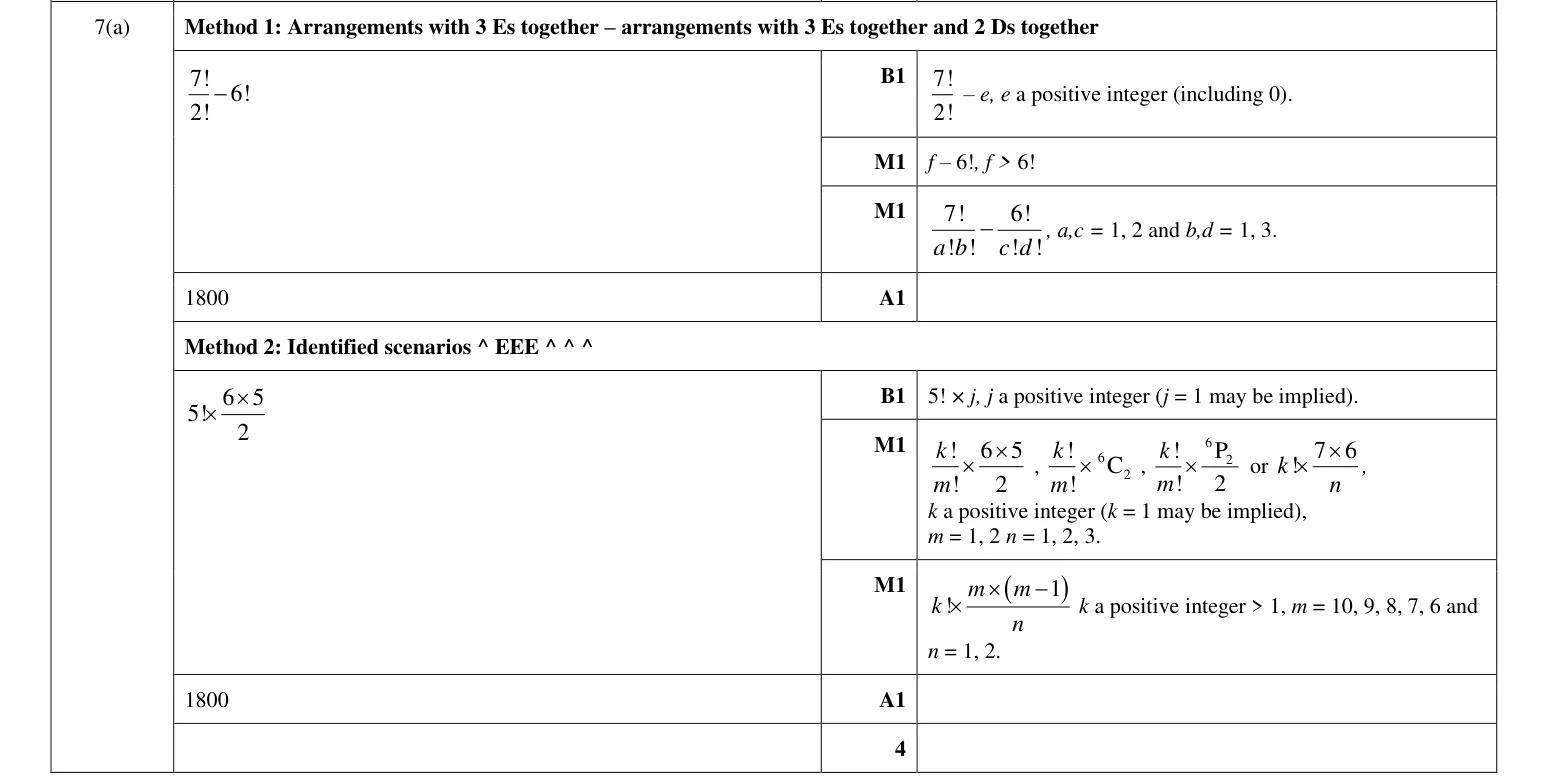 7(a) Method 1: Arrangements with 3 Es together – arrangements with 3 Es together and 2 Ds together
7!/2! – 6! B1 7!/2! – e, e a positive integer (including 0).
M1 f – 6!, f > 6!
M1 7!/a!b! – 6!/c!d!, a,c = 1, 2 and b,d = 1, 3.
1800 A1
Method 2: Identified scenarios ^ EEE ^ ^ ^
5!× 6×5/2 B1 5! × j, j a positive integer (j = 1 may be implied).
M1 k!/m! × 6×5/2 , k!/m! × ⁶C₂ , k!/m! × ⁶P₂/2 or k!× 7×6/n ,
k a positive integer (k = 1 may be implied),
m = 1, 2 n = 1, 2, 3.
M1 k!× m×(m–1)/n k a positive integer > 1, m = 10, 9, 8, 7, 6 and
n = 1, 2.
1800 A1
4